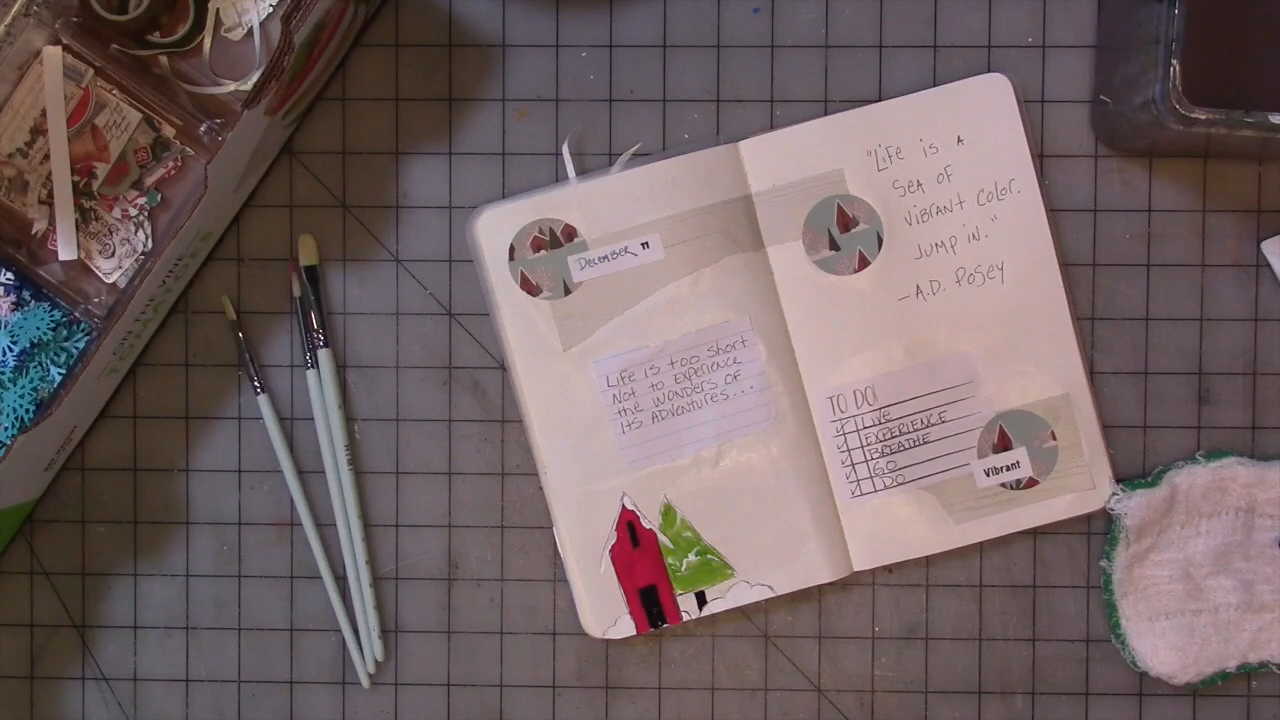 DECEMBER "
LIFE IS too SHORT
NOT to EXPERIENCE
the WONDERS OF
ITS ADVENTURES...
"LIFE IS A
SEA OF
VIBRANT COLOR.
JUMP IN."
-A.D. POSEY
TO DO!
LIVE
EXPERIENCE
BREATHE
GO
DO
Vibrant